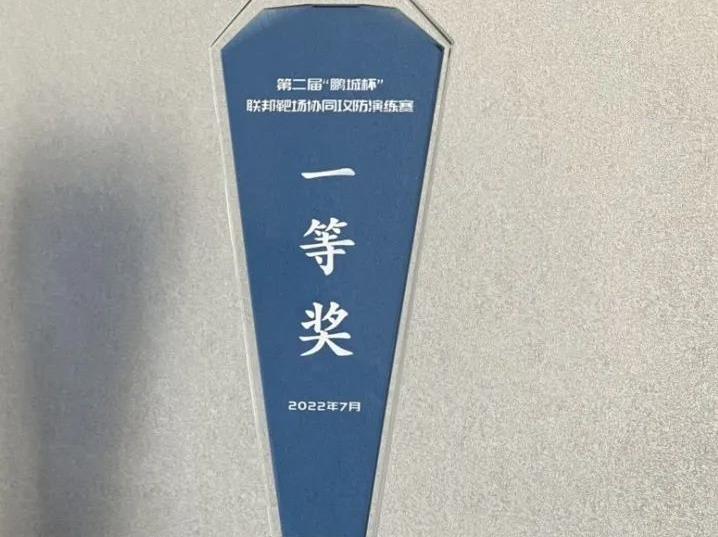 第二届“鹏城杯”
联邦靶场协同攻防演练赛
一
等
奖
2022年7月